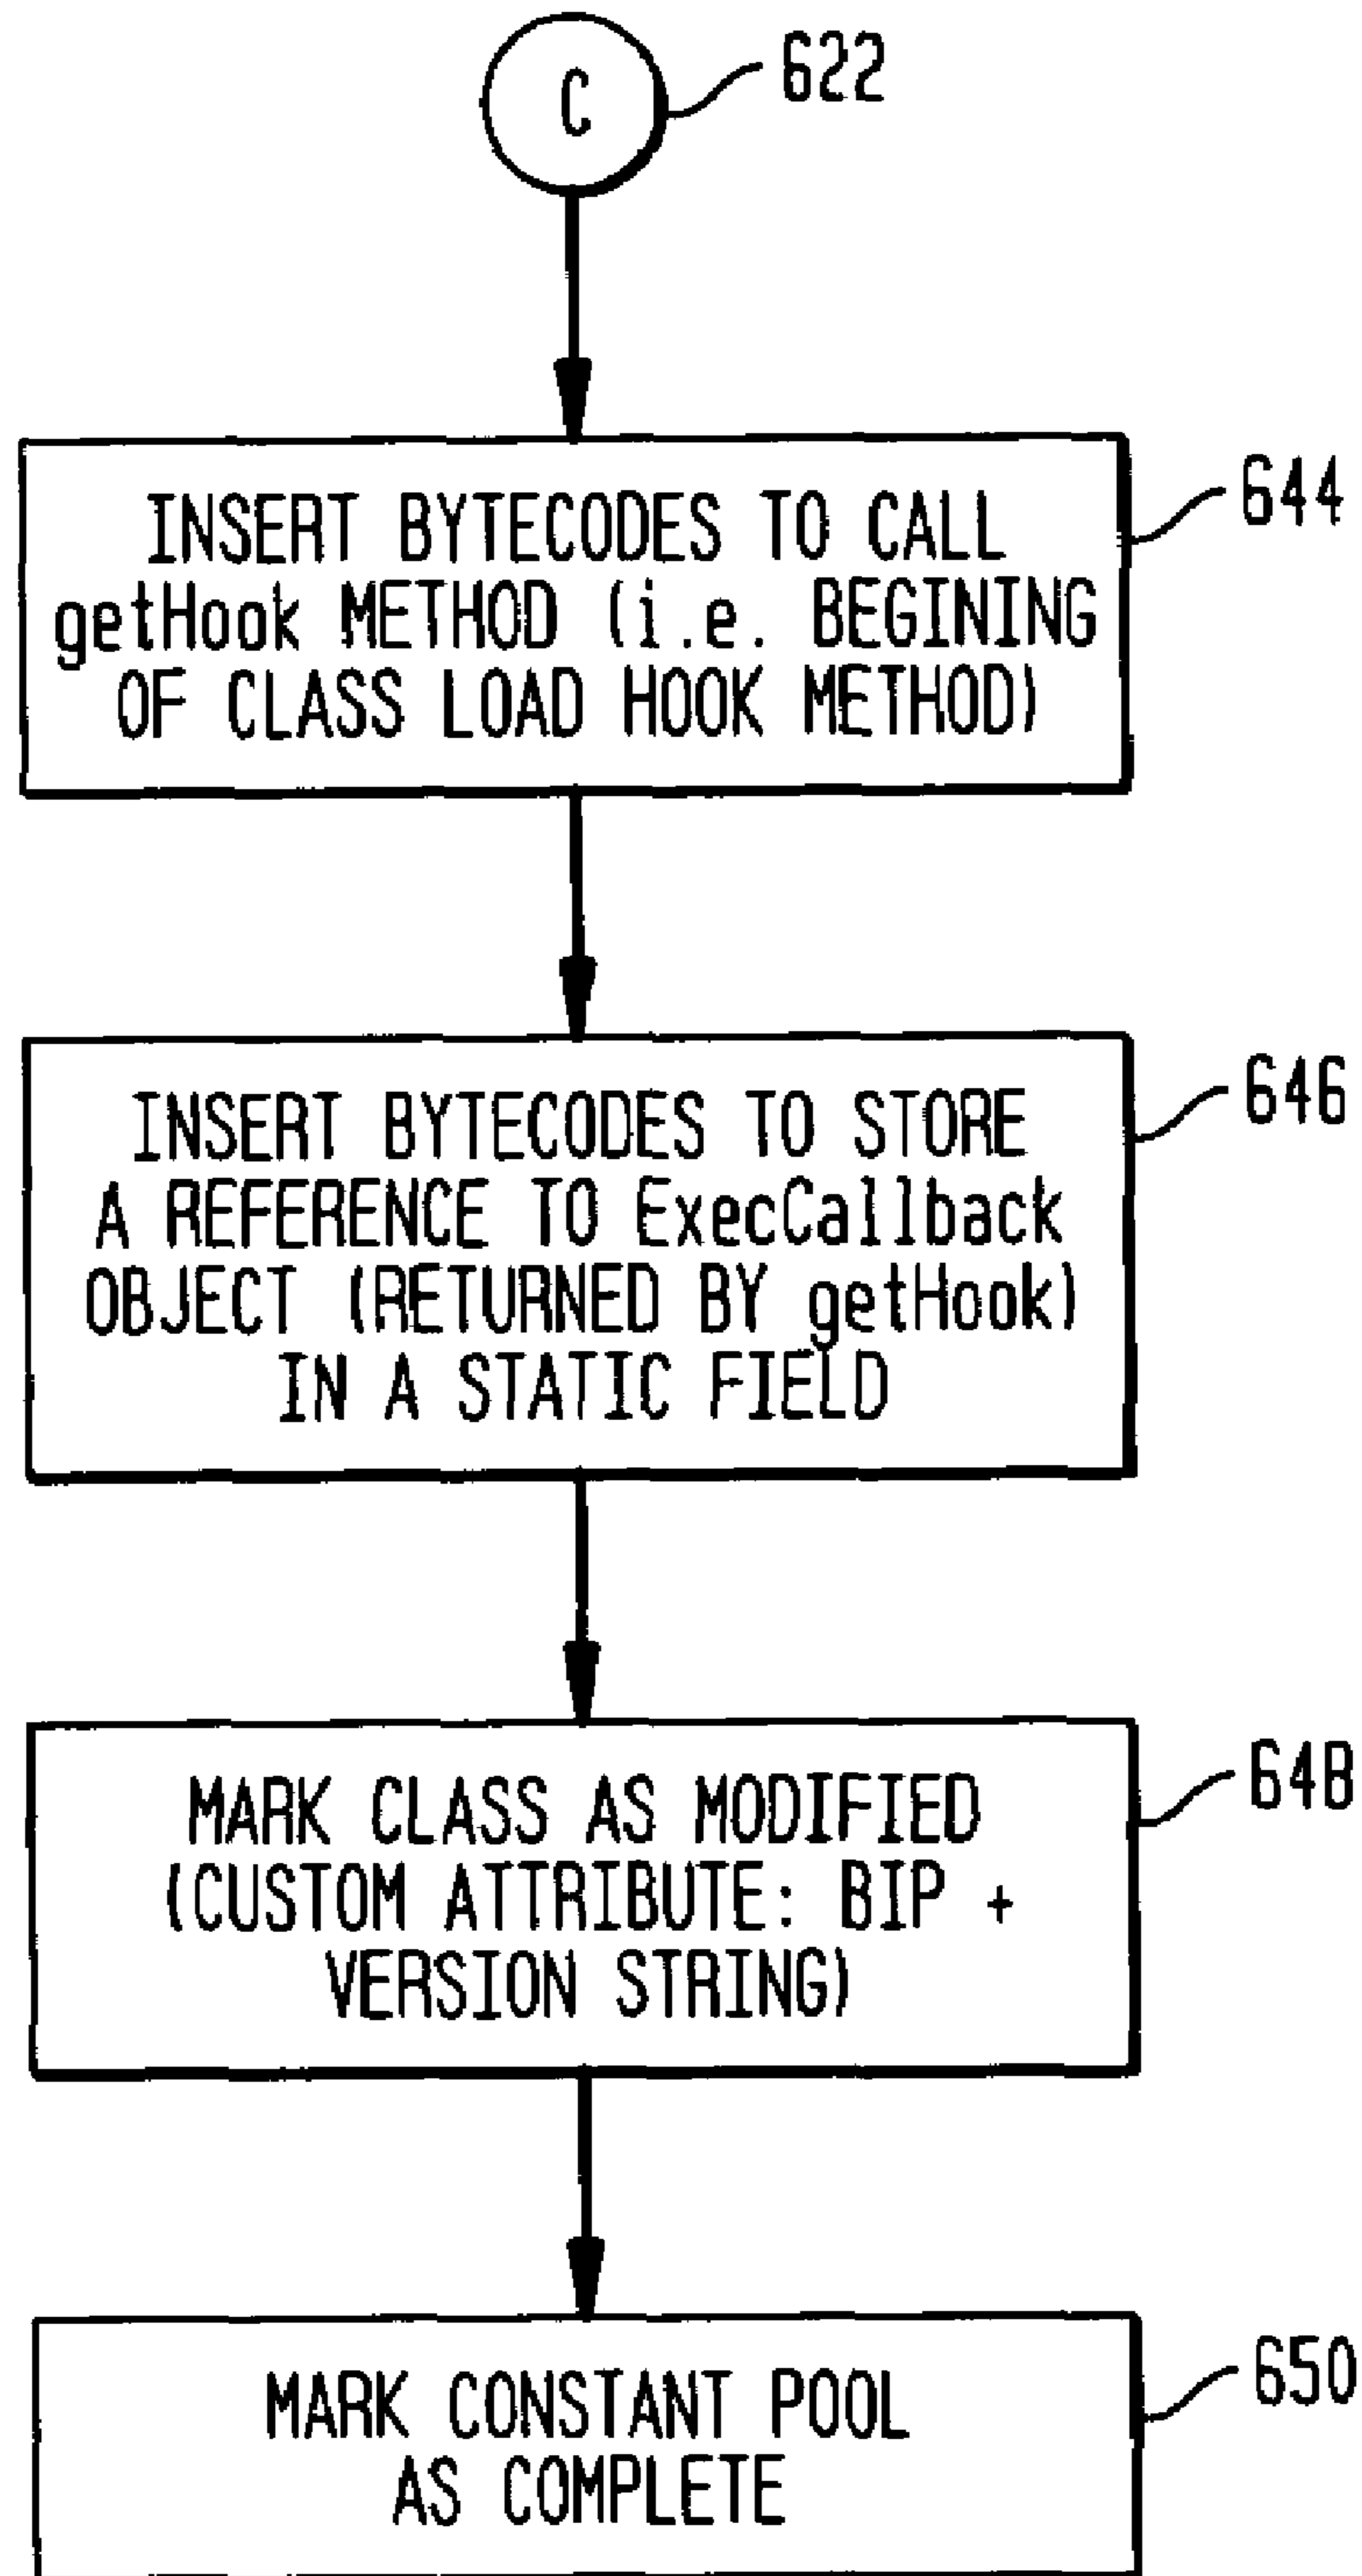 C
622
INSERT BYTECODES TO CALL
getHook METHOD (i.e. BEGINING
OF CLASS LOAD HOOK METHOD)
644
INSERT BYTECODES TO STORE
A REFERENCE TO ExecCallback
OBJECT (RETURNED BY getHook)
IN A STATIC FIELD
646
MARK CLASS AS MODIFIED
(CUSTOM ATTRIBUTE: BIP +
VERSION STRING)
648
MARK CONSTANT POOL
AS COMPLETE
650